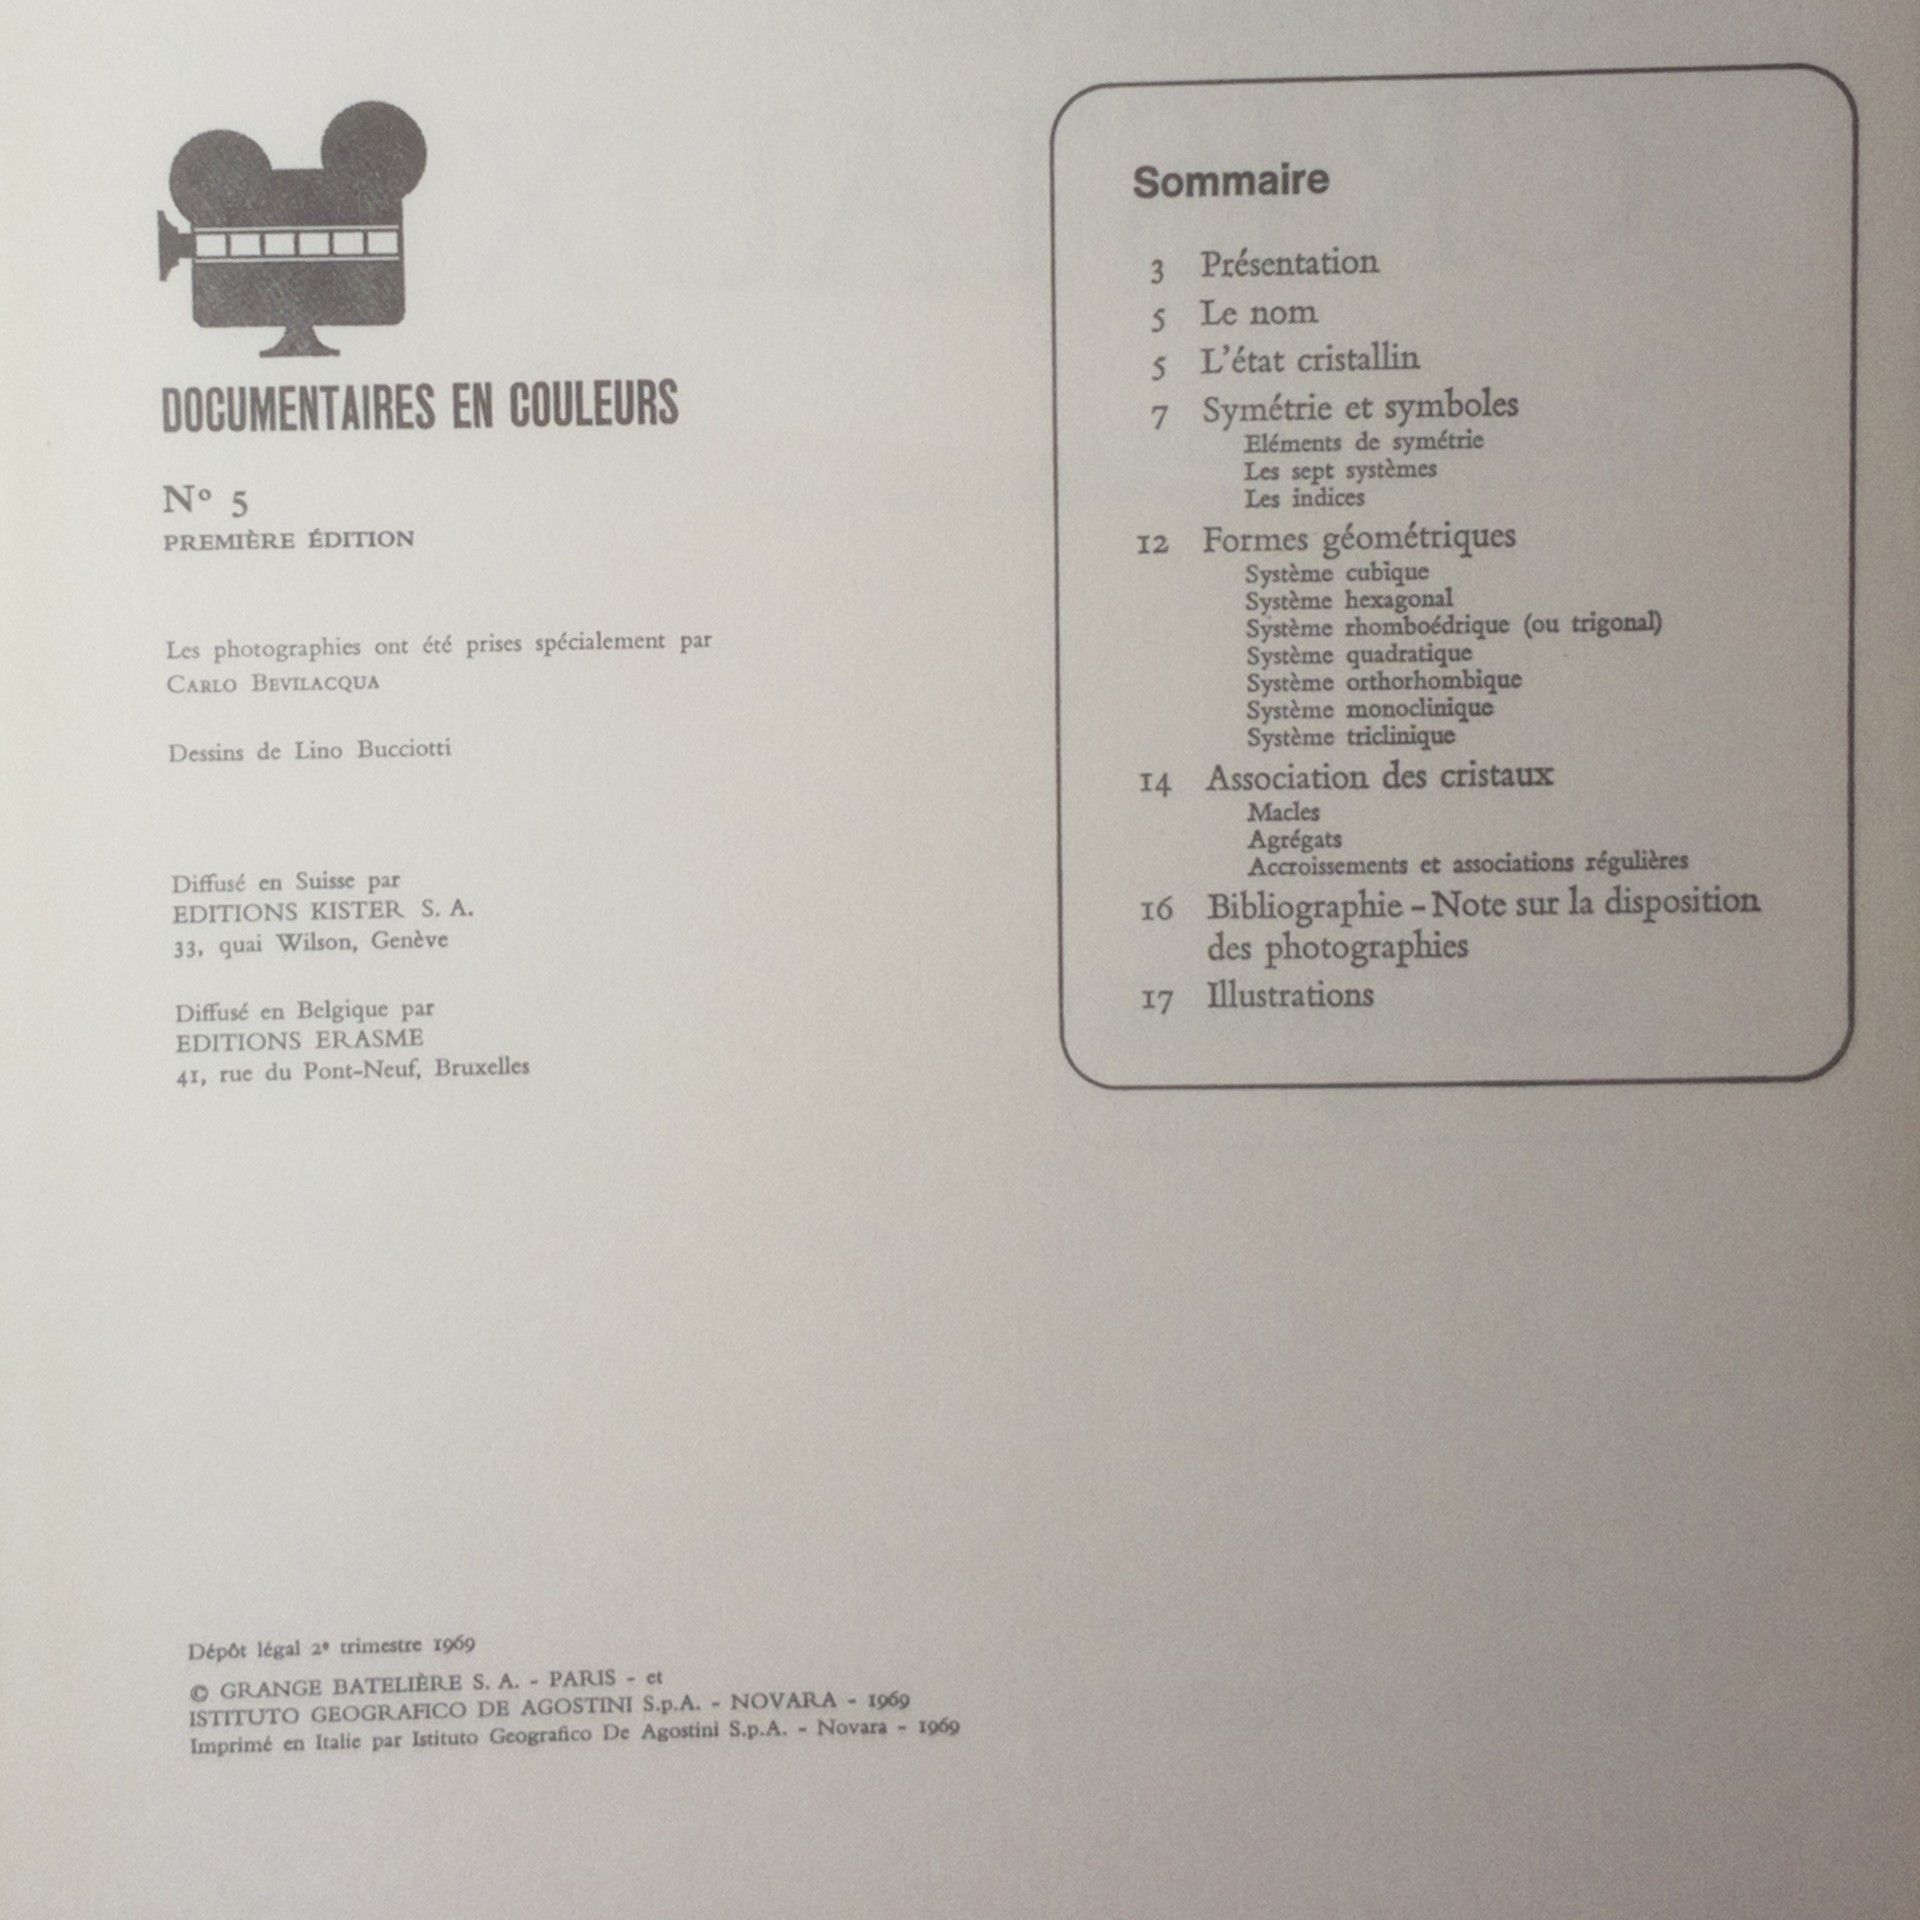 DOCUMENTAIRES EN COULEURS
Nº 5
PREMIÈRE ÉDITION
Les photographies ont été prises spécialement par
CARLO BEVILACQUA
Dessins de Lino Bucciotti
Diffusé en Suisse par
EDITIONS KISTER S. A.
33, quai Wilson, Genève
Diffusé en Belgique par
EDITIONS ERASME
41, rue du Pont-Neuf, Bruxelles
Dépôt légal 2e trimestre 1969
© GRANGE BATELIÈRE S. A. - PARIS - et
ISTITUTO GEOGRAFICO DE AGOSTINI S.p.A. - NOVARA - 1969
Imprimé en Italie par Istituto Geografico De Agostini S.p.A. - Novara - 1969
Sommaire
3 Présentation
5 Le nom
5 L'état cristallin
7 Symétrie et symboles
Eléments de symétrie
Les sept systèmes
Les indices
12 Formes géométriques
Système cubique
Système hexagonal
Système rhomboédrique (ou trigonal)
Système quadratique
Système orthorhombique
Système monoclinique
Système triclinique
14 Association des cristaux
Macles
Agrégats
Accroissements et associations régulières
16 Bibliographie – Note sur la disposition
des photographies
17 Illustrations